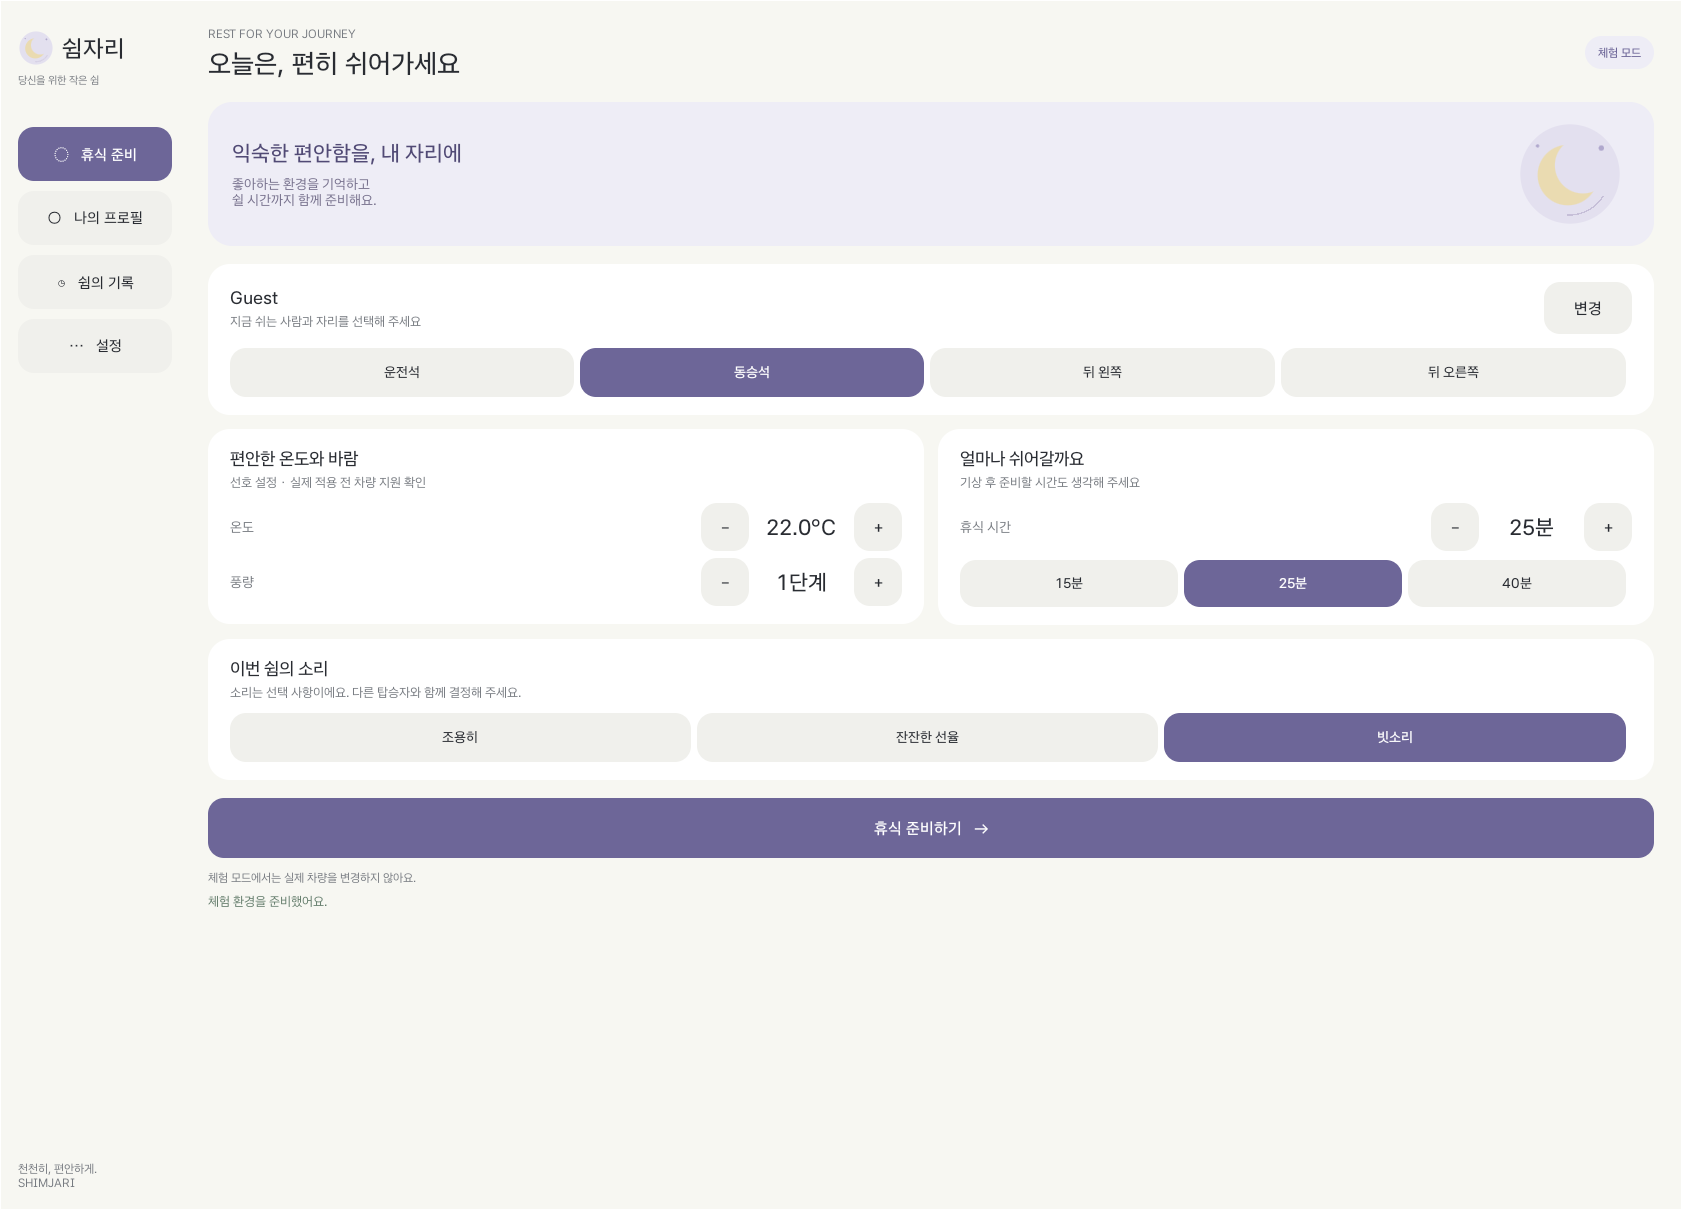 쉼자리
당신을 위한 작은 쉼
휴식 준비
나의 프로필
쉼의 기록
설정
천천히, 편안하게.
SHIMJARI
REST FOR YOUR JOURNEY
오늘은, 편히 쉬어가세요
체험 모드
익숙한 편안함을, 내 자리에
좋아하는 환경을 기억하고
쉴 시간까지 함께 준비해요.
Guest
지금 쉬는 사람과 자리를 선택해 주세요
변경
운전석
동승석
뒤 왼쪽
뒤 오른쪽
편안한 온도와 바람
선호 설정 · 실제 적용 전 차량 지원 확인
온도
− 22.0°C +
풍량
− 1단계 +
얼마나 쉬어갈까요
기상 후 준비할 시간도 생각해 주세요
휴식 시간
− 25분 +
15분
25분
40분
이번 쉼의 소리
소리는 선택 사항이에요. 다른 탑승자와 함께 결정해 주세요.
조용히
잔잔한 선율
빗소리
휴식 준비하기 →
체험 모드에서는 실제 차량을 변경하지 않아요.
체험 환경을 준비했어요.